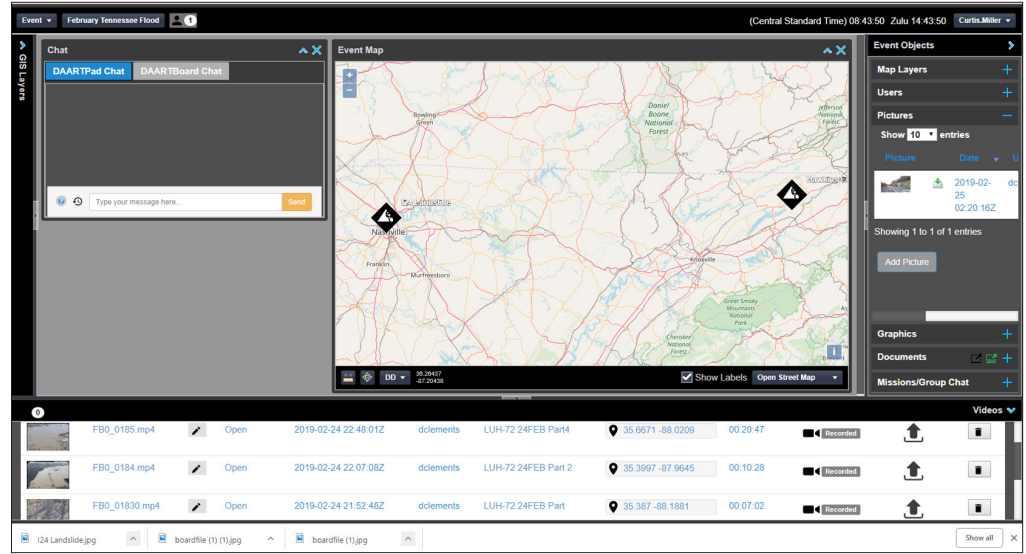 Event
February Tennessee Flood
1
(Central Standard Time) 08:43:50 Zulu 14:43:50
Curtis.Miller
GIS Layers
Chat
DAARTPad Chat
DAARTBoard Chat
Type your message here...
Send
Event Map
+
−
Bowling Green
Daniel Boone National Forest
Jefferson National Forest
Nashville
Franklin
Murfreesboro
Knoxville
Great Smoky Mountains National Park
Cherokee National Forest
i
DD
36.26437
-87.20438
Show Labels
Open Street Map
Event Objects
Map Layers
Users
Pictures
Show 10 entries
Picture Date U
2019-02-25 02:20:16Z
dc
Showing 1 to 1 of 1 entries
Add Picture
Graphics
Documents
Missions/Group Chat
0
Videos
FB0_0185.mp4 Open 2019-02-24 22:48:01Z dclements LUH-72 24FEB Part4 35.6671 -88.0209 00:20:47 Recorded
FB0_0184.mp4 Open 2019-02-24 22:07:08Z dclements LUH-72 24FEB Part 2 35.3997 -87.9645 00:10:28 Recorded
FB0_01830.mp4 Open 2019-02-24 21:52:48Z dclements LUH-72 24FEB Part 35.387 -88.1881 00:07:02 Recorded
I24 Landslide.jpg
boardfile (1) (1).jpg
boardfile (1).jpg
Show all